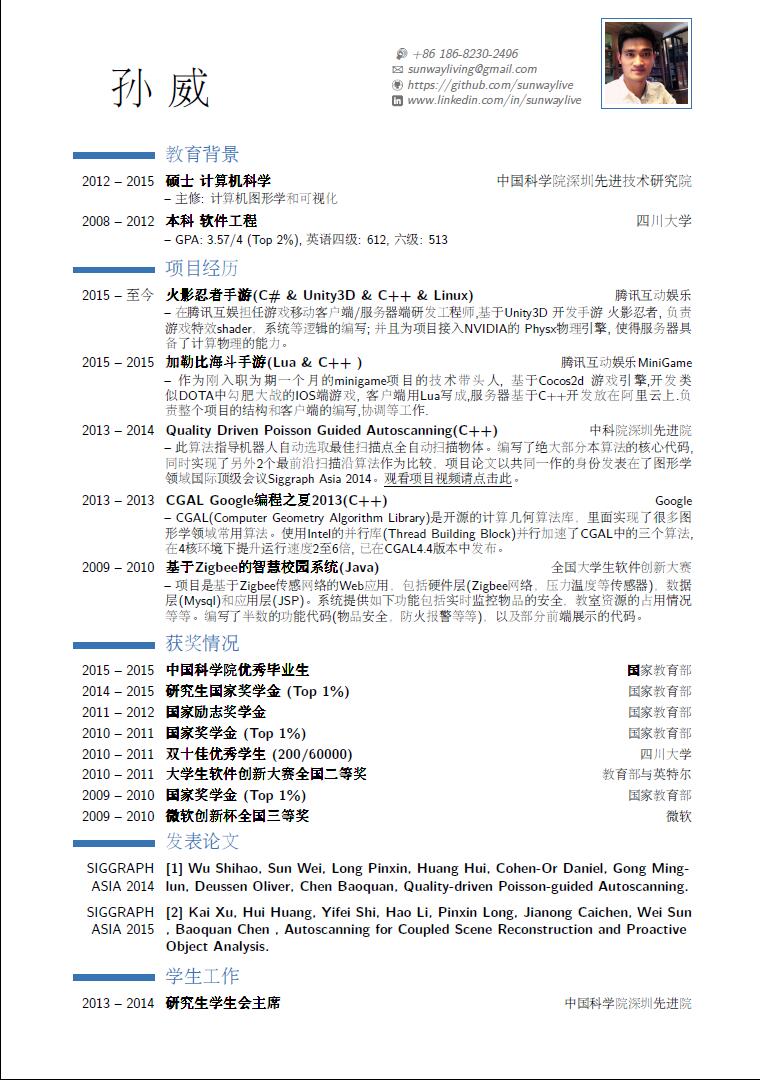 孙 威
+86 186-8230-2496
sunwayliving@gmail.com
https://github.com/sunwaylive
www.linkedin.com/in/sunwaylive
教育背景
2012 – 2015 硕士 计算机科学 中国科学院深圳先进技术研究院
– 主修: 计算机图形学和可视化
2008 – 2012 本科 软件工程 四川大学
– GPA: 3.57/4 (Top 2%), 英语四级: 612, 六级: 513
项目经历
2015 – 至今 火影忍者手游(C# & Unity3D & C++ & Linux) 腾讯互动娱乐
– 在腾讯互娱担任游戏移动客户端/服务器端研发工程师,基于Unity3D 开发手游 火影忍者, 负责
游戏特效shader、系统等逻辑的编写; 并且为项目接入NVIDIA的 Physx物理引擎, 使得服务器具
备了计算物理的能力。
2015 – 2015 加勒比海斗手游(Lua & C++ ) 腾讯互动娱乐MiniGame
– 作为刚入职为期一个月的minigame项目的技术带头人, 基于Cocos2d 游戏引擎,开发类
似DOTA中勾肥大战的IOS端游戏, 客户端用Lua写成,服务器基于C++开发放在阿里云上.负
责整个项目的结构和客户端的编写,协调等工作.
2013 – 2014 Quality Driven Poisson Guided Autoscanning(C++) 中科院深圳先进院
– 此算法指导机器人自动选取最佳扫描点全自动扫描物体。编写了绝大部分本算法的核心代码,
同时实现了另外2个最前沿扫描沿算法作为比较。项目论文以共同一作的身份发表在了图形学
领域国际顶级会议Siggraph Asia 2014。观看项目视频请点击此。
2013 – 2013 CGAL Google编程之夏2013(C++) Google
– CGAL(Computer Geometry Algorithm Library)是开源的计算几何算法库、里面实现了很多图
形学领域常用算法。使用Intel的并行库(Thread Building Block)并行加速了CGAL中的三个算法,
在4核环境下提升运行速度2至6倍, 已在CGAL4.4版本中发布。
2009 – 2010 基于Zigbee的智慧校园系统(Java) 全国大学生软件创新大赛
– 项目是基于Zigbee传感网络的Web应用、包括硬件层(Zigbee网络、压力温度等传感器)、数据
层(Mysql)和应用层(JSP)。系统提供如下功能包括实时监控物品的安全、教室资源的占用情况
等等。编写了半数的功能代码(物品安全、防火报警等等)、以及部分前端展示的代码。
获奖情况
2015 – 2015 中国科学院优秀毕业生 国家教育部
2014 – 2015 研究生国家奖学金 (Top 1%) 国家教育部
2011 – 2012 国家励志奖学金 国家教育部
2010 – 2011 国家奖学金 (Top 1%) 国家教育部
2010 – 2011 双十佳优秀学生 (200/60000) 四川大学
2010 – 2011 大学生软件创新大赛全国二等奖 教育部与英特尔
2009 – 2010 国家奖学金 (Top 1%) 国家教育部
2009 – 2010 微软创新杯全国三等奖 微软
发表论文
SIGGRAPH [1] Wu Shihao, Sun Wei, Long Pinxin, Huang Hui, Cohen-Or Daniel, Gong Ming-
ASIA 2014 lun, Deussen Oliver, Chen Baoquan, Quality-driven Poisson-guided Autoscanning.
SIGGRAPH [2] Kai Xu, Hui Huang, Yifei Shi, Hao Li, Pinxin Long, Jianong Caichen, Wei Sun
ASIA 2015 , Baoquan Chen , Autoscanning for Coupled Scene Reconstruction and Proactive
Object Analysis.
学生工作
2013 – 2014 研究生学生会主席 中国科学院深圳先进院